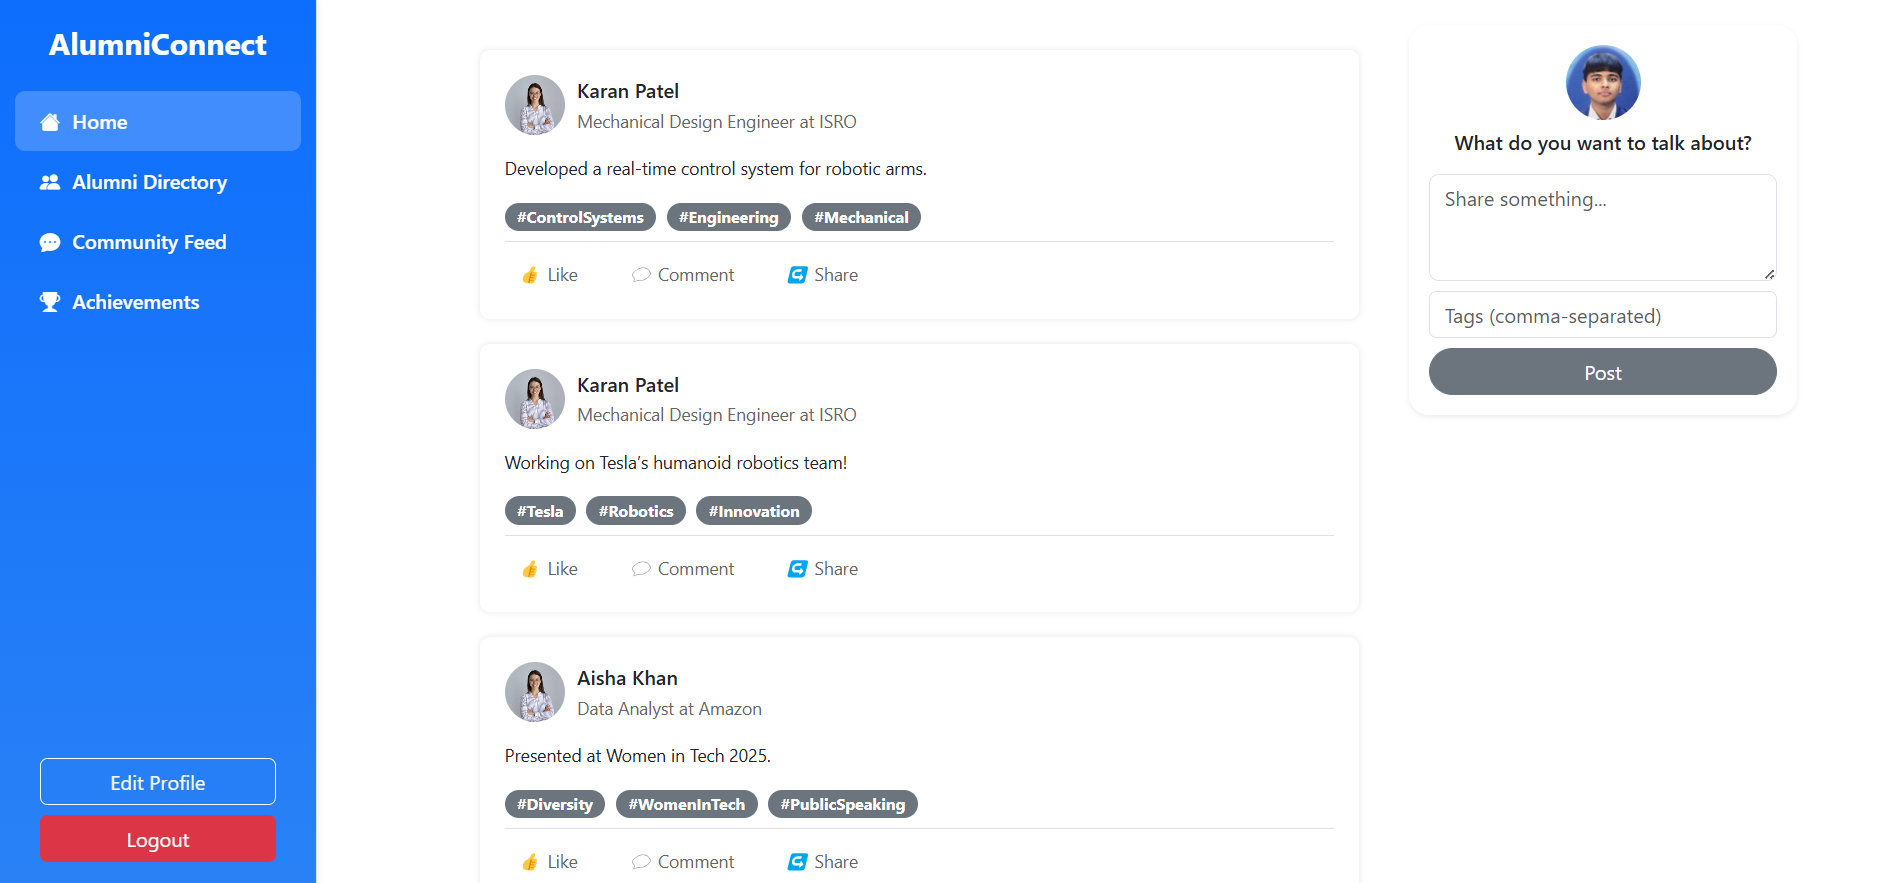 AlumniConnect
Home
Alumni Directory
Community Feed
Achievements
Edit Profile
Logout
Karan Patel
Mechanical Design Engineer at ISRO
Developed a real-time control system for robotic arms.
#ControlSystems #Engineering #Mechanical
Like Comment Share
Karan Patel
Mechanical Design Engineer at ISRO
Working on Tesla’s humanoid robotics team!
#Tesla #Robotics #Innovation
Like Comment Share
Aisha Khan
Data Analyst at Amazon
Presented at Women in Tech 2025.
#Diversity #WomenInTech #PublicSpeaking
Like Comment Share
What do you want to talk about?
Share something...
Tags (comma-separated)
Post